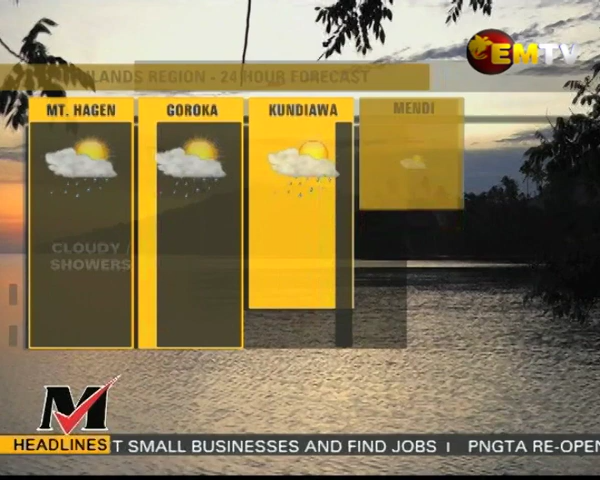 EMTV
HLANDS REGION - 24 HOUR FORECAST
MT. HAGEN
GOROKA
KUNDIAWA
MENDI
CLOUDY /
SHOWERS
M
HEADLINES
T SMALL BUSINESSES AND FIND JOBS I PNGTA RE-OPEN